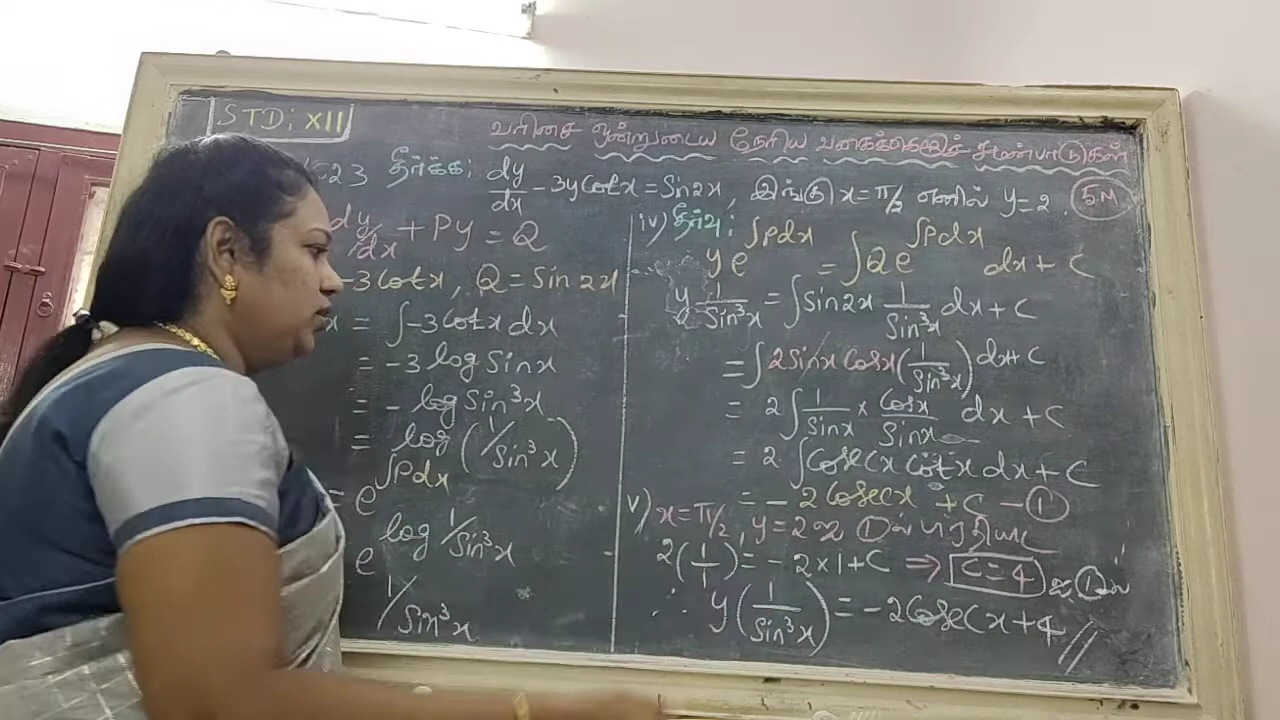 STD: XII
வரிசை ஒன்றுடைய நேரிய வகைக்கெழுச் சமன்பாடுகள்
23 தீர்க்க: dy/dx - 3y Cot x = Sin 2x, இங்கு x = π/2 எனில் y = 2. 5M
dy/dx + Py = Q
-3 Cot x, Q = Sin 2x
x = ∫ -3 Cot x dx
= -3 log Sin x
= - log Sin³x
= log (1/Sin³x)
= e^∫Pdx
e^log 1/Sin³x
1/Sin³x
iv) தீர்வு:
y e^∫Pdx = ∫Q e^∫Pdx dx + C
y 1/Sin³x = ∫Sin 2x 1/Sin³x dx + C
= ∫2 Sin x Cos x (1/Sin³x) dx + C
= 2 ∫ 1/Sin x × Cos x/Sin x dx + C
= 2 ∫Cosec x Cot x dx + C
= - 2 Cosec x + C - ①
v) x = π/2, y = 2 ஐ ①ல் பிரதியிட
2(1/1) = - 2 × 1 + C ⇒ C = 4 ஐ ①ல்
∴ y (1/Sin³x) = -2 Cosec x + 4 //